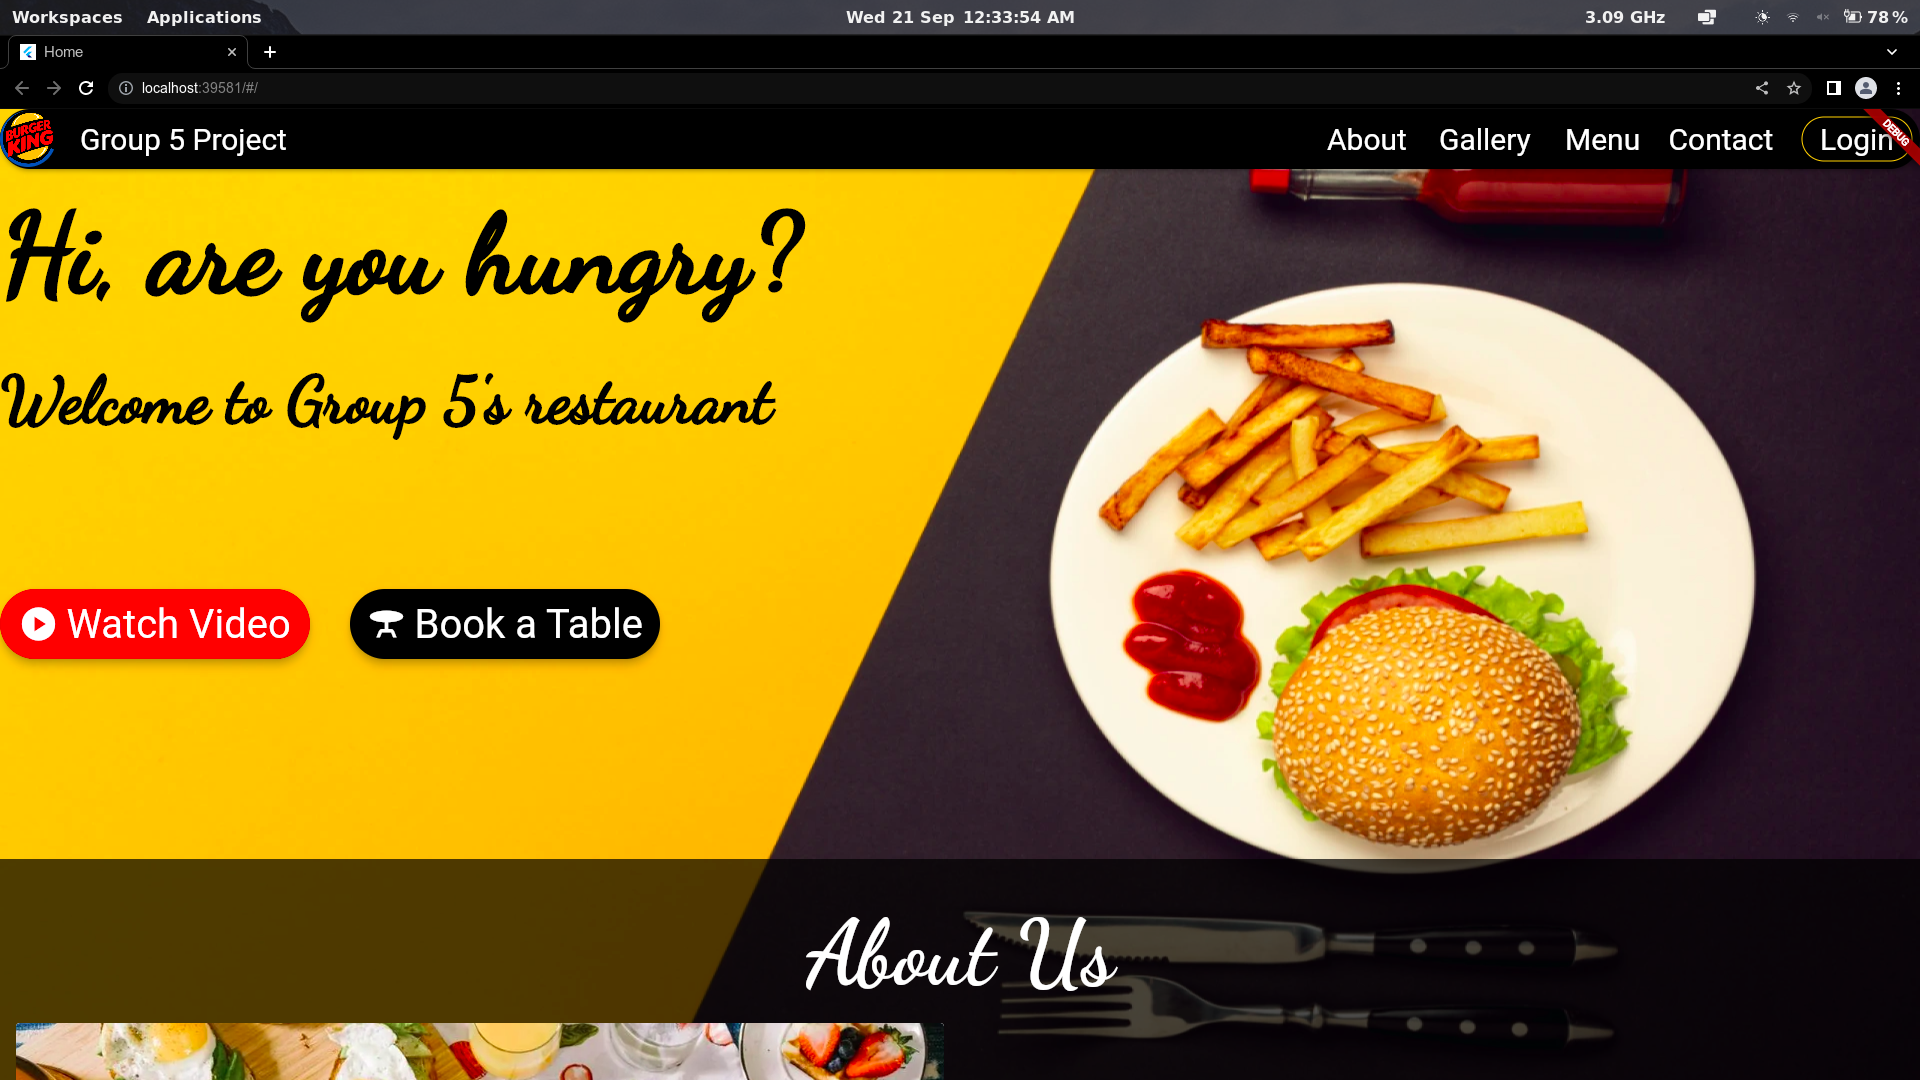 Workspaces Applications Wed 21 Sep 12:33:54 AM 3.09 GHz 78 %
Home
localhost:39581/#/
BURGER KING Group 5 Project About Gallery Menu Contact Login DEBUG
Hi, are you hungry?
Welcome to Group 5's restaurant
Watch Video Book a Table
About Us